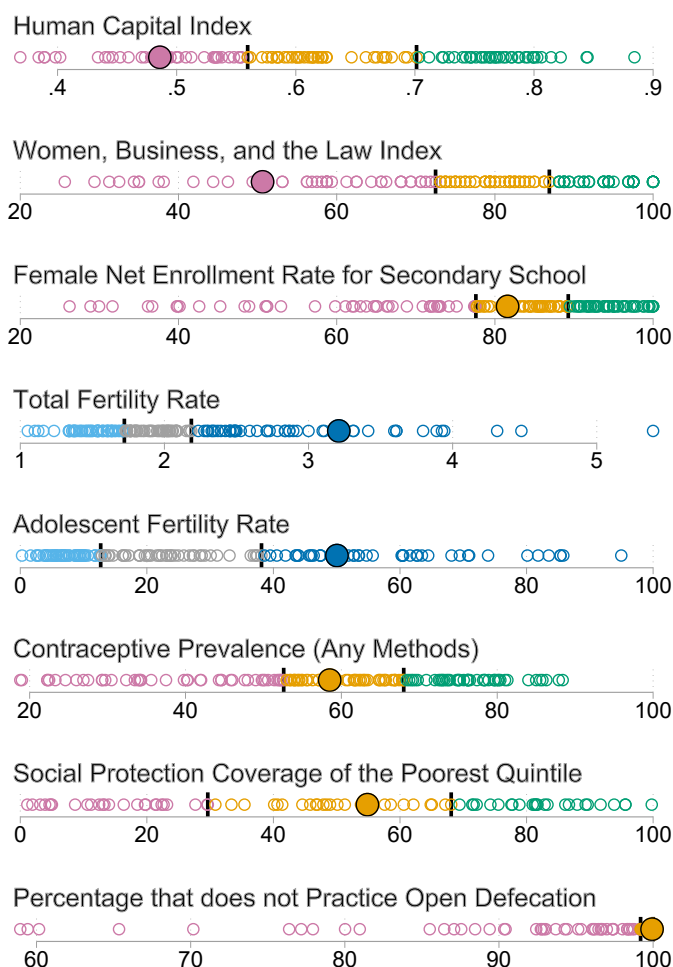 Human Capital Index
.4 .5 .6 .7 .8 .9
Women, Business, and the Law Index
20 40 60 80 100
Female Net Enrollment Rate for Secondary School
20 40 60 80 100
Total Fertility Rate
1 2 3 4 5
Adolescent Fertility Rate
0 20 40 60 80 100
Contraceptive Prevalence (Any Methods)
20 40 60 80 100
Social Protection Coverage of the Poorest Quintile
0 20 40 60 80 100
Percentage that does not Practice Open Defecation
60 70 80 90 100